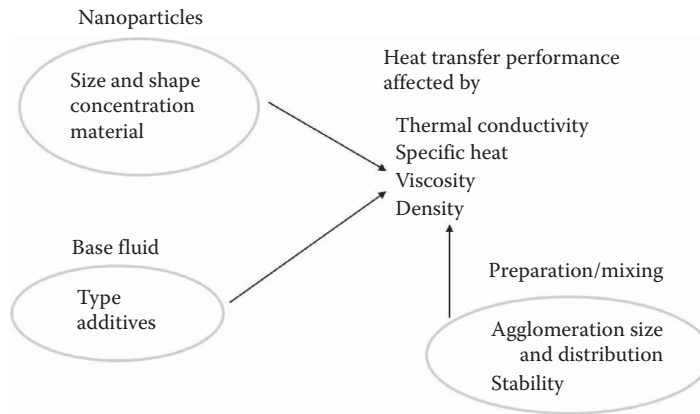 Nanoparticles
Size and shape
concentration
material
Heat transfer performance
affected by
Thermal conductivity
Specific heat
Viscosity
Density
Base fluid
Type
additives
Preparation/mixing
Agglomeration size
and distribution
Stability